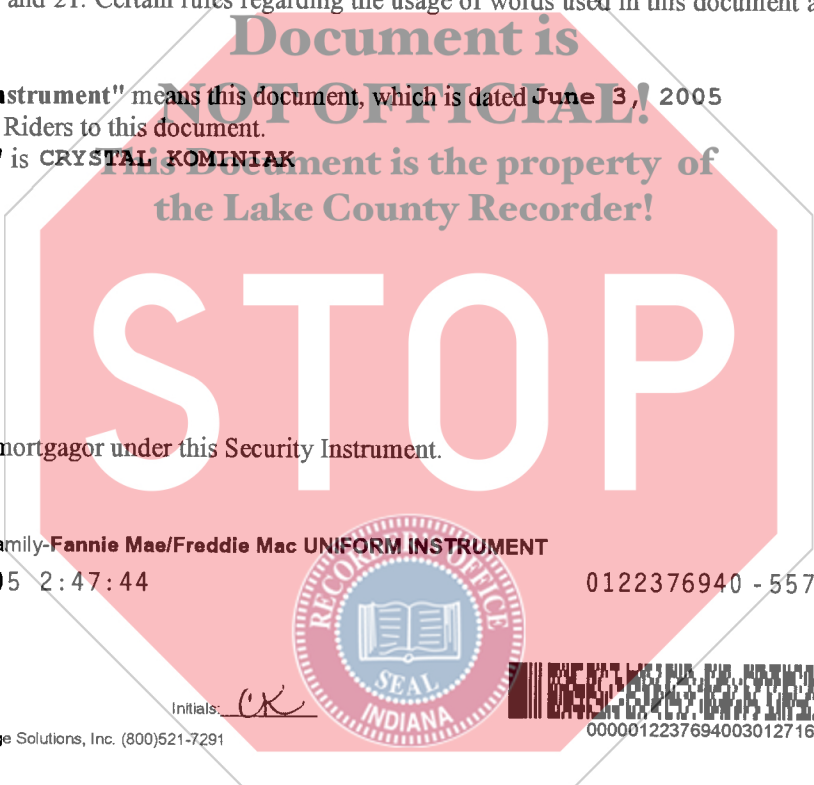 and 21. Certain rules regarding the usage of words used in this document a
Document is
NOT OFFICIAL!
strument" means this document, which is dated June 3, 2005
Riders to this document.
" is CRYSTAL KOMINIAK
This Document is the property of
the Lake County Recorder!
STOP
mortgagor under this Security Instrument.
amily-Fannie Mae/Freddie Mac UNIFORM INSTRUMENT
05 2:47:44
0122376940 - 557
RECORDER OFFICE
SEAL
INDIANA
Initials: CK
0000012237694003012716
ge Solutions, Inc. (800)521-7291